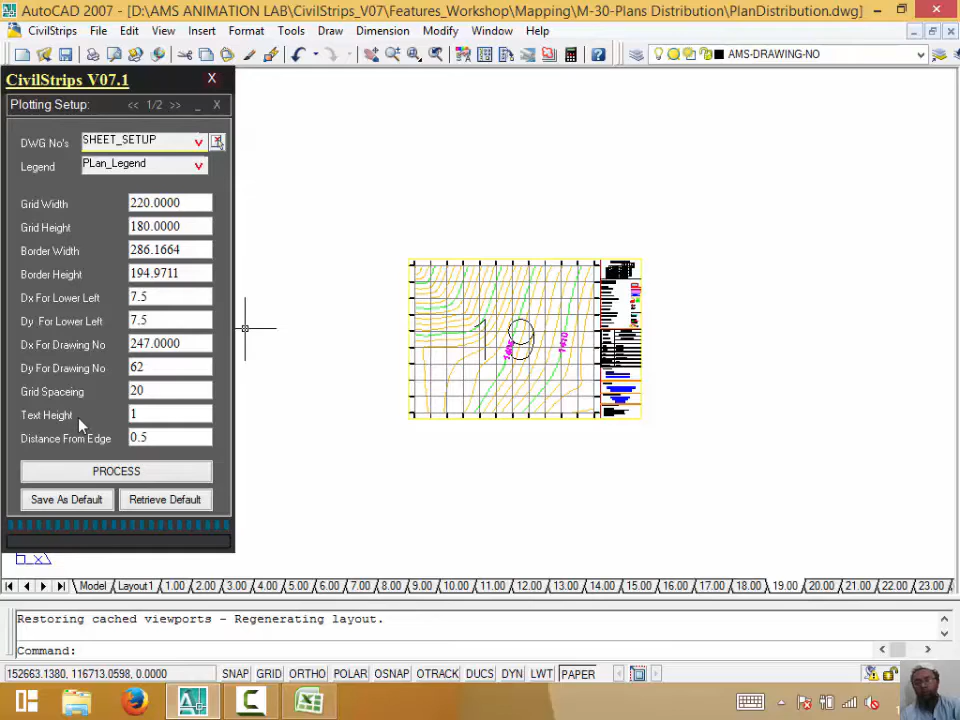 AutoCAD 2007 - [D:\AMS ANIMATION LAB\CivilStrips_V07\Features_Workshop\Mapping\M-30-Plans Distribution\PlanDistribution.dwg]
CivilStrips File Edit View Insert Format Tools Draw Dimension Modify Window Help
AMS-DRAWING-NO
CivilStrips V07.1 X
Plotting Setup: << 1/2 >> _ X
DWG No's SHEET_SETUP
Legend PLan_Legend
Grid Width 220.0000
Grid Height 180.0000
Border Width 286.1664
Border Height 194.9711
Dx For Lower Left 7.5
Dy For Lower Left 7.5
Dx For Drawing No 247.0000
Dy For Drawing No 62
Grid Spaceing 20
Text Height 1
Distance From Edge 0.5
PROCESS
Save As Default Retrieve Default
19
1410
Model Layout1 1.00 2.00 3.00 4.00 5.00 6.00 7.00 8.00 9.00 10.00 11.00 12.00 13.00 14.00 15.00 16.00 17.00 18.00 19.00 20.00 21.00 22.00 23.00
Restoring cached viewports - Regenerating layout.
Command:
152663.1380, 116713.0598, 0.0000 SNAP GRID ORTHO POLAR OSNAP OTRACK DUCS DYN LWT PAPER